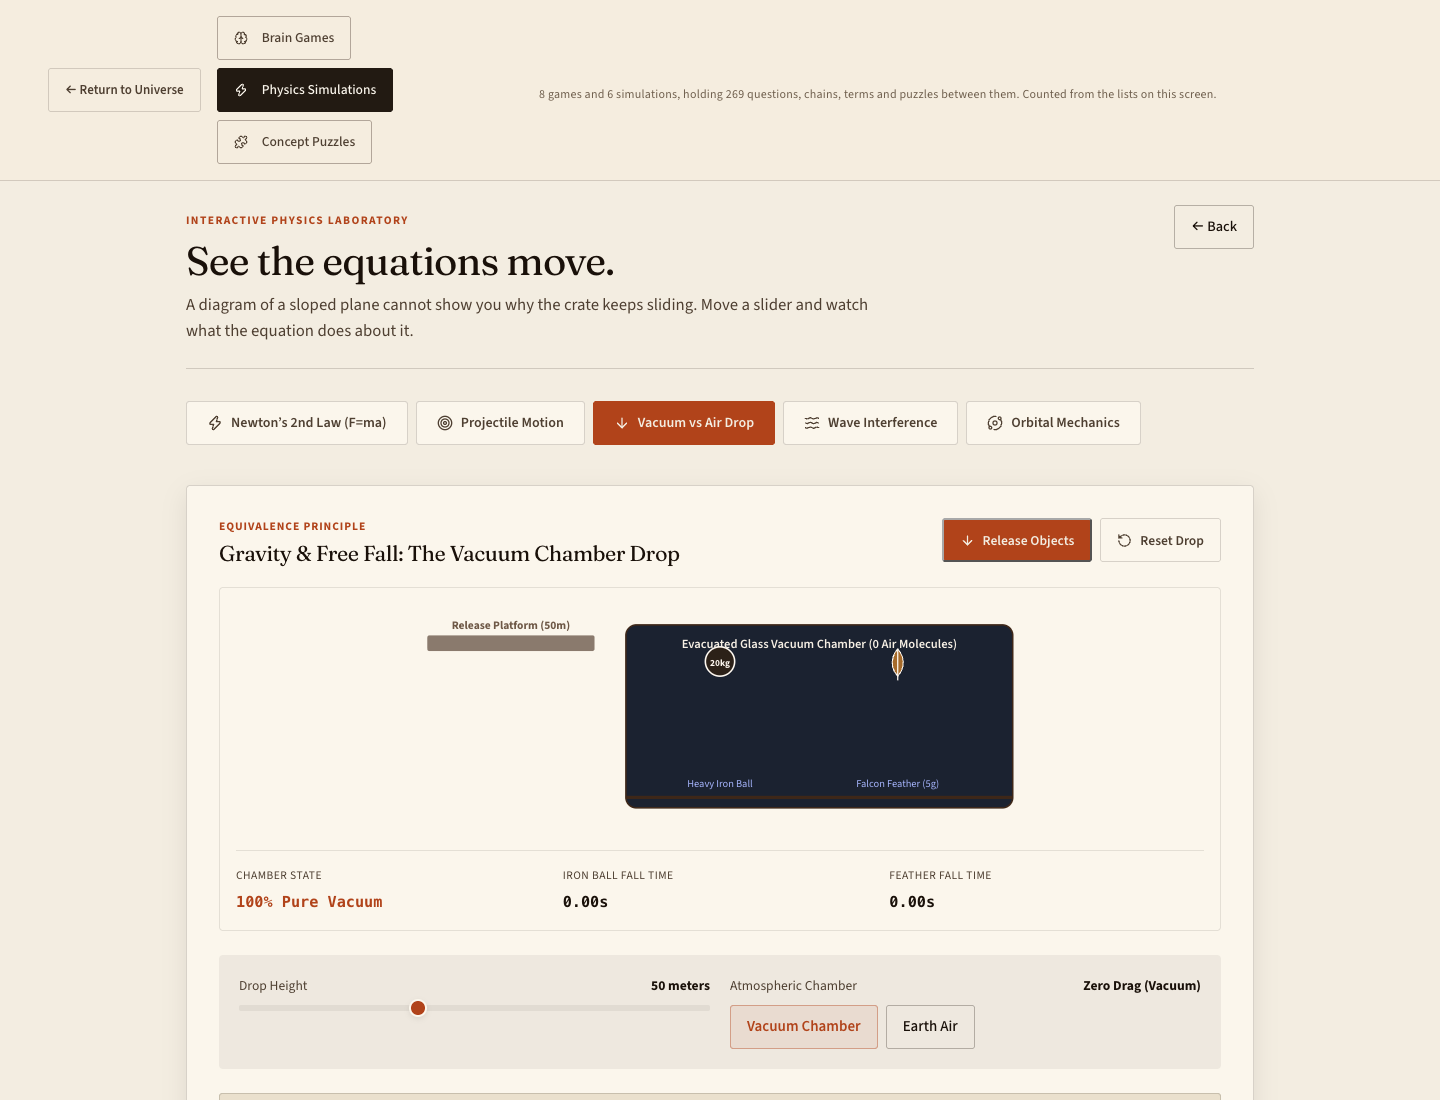 ← Return to Universe
Brain Games
Physics Simulations
Concept Puzzles
8 games and 6 simulations, holding 269 questions, chains, terms and puzzles between them. Counted from the lists on this screen.
INTERACTIVE PHYSICS LABORATORY
← Back
See the equations move.
A diagram of a sloped plane cannot show you why the crate keeps sliding. Move a slider and watch
what the equation does about it.
Newton’s 2nd Law (F=ma)
Projectile Motion
Vacuum vs Air Drop
Wave Interference
Orbital Mechanics
EQUIVALENCE PRINCIPLE
Gravity & Free Fall: The Vacuum Chamber Drop
Release Objects
Reset Drop
Release Platform (50m)
Evacuated Glass Vacuum Chamber (0 Air Molecules)
20kg
Heavy Iron Ball
Falcon Feather (5g)
CHAMBER STATE
100% Pure Vacuum
IRON BALL FALL TIME
0.00s
FEATHER FALL TIME
0.00s
Drop Height
50 meters
Atmospheric Chamber
Zero Drag (Vacuum)
Vacuum Chamber
Earth Air